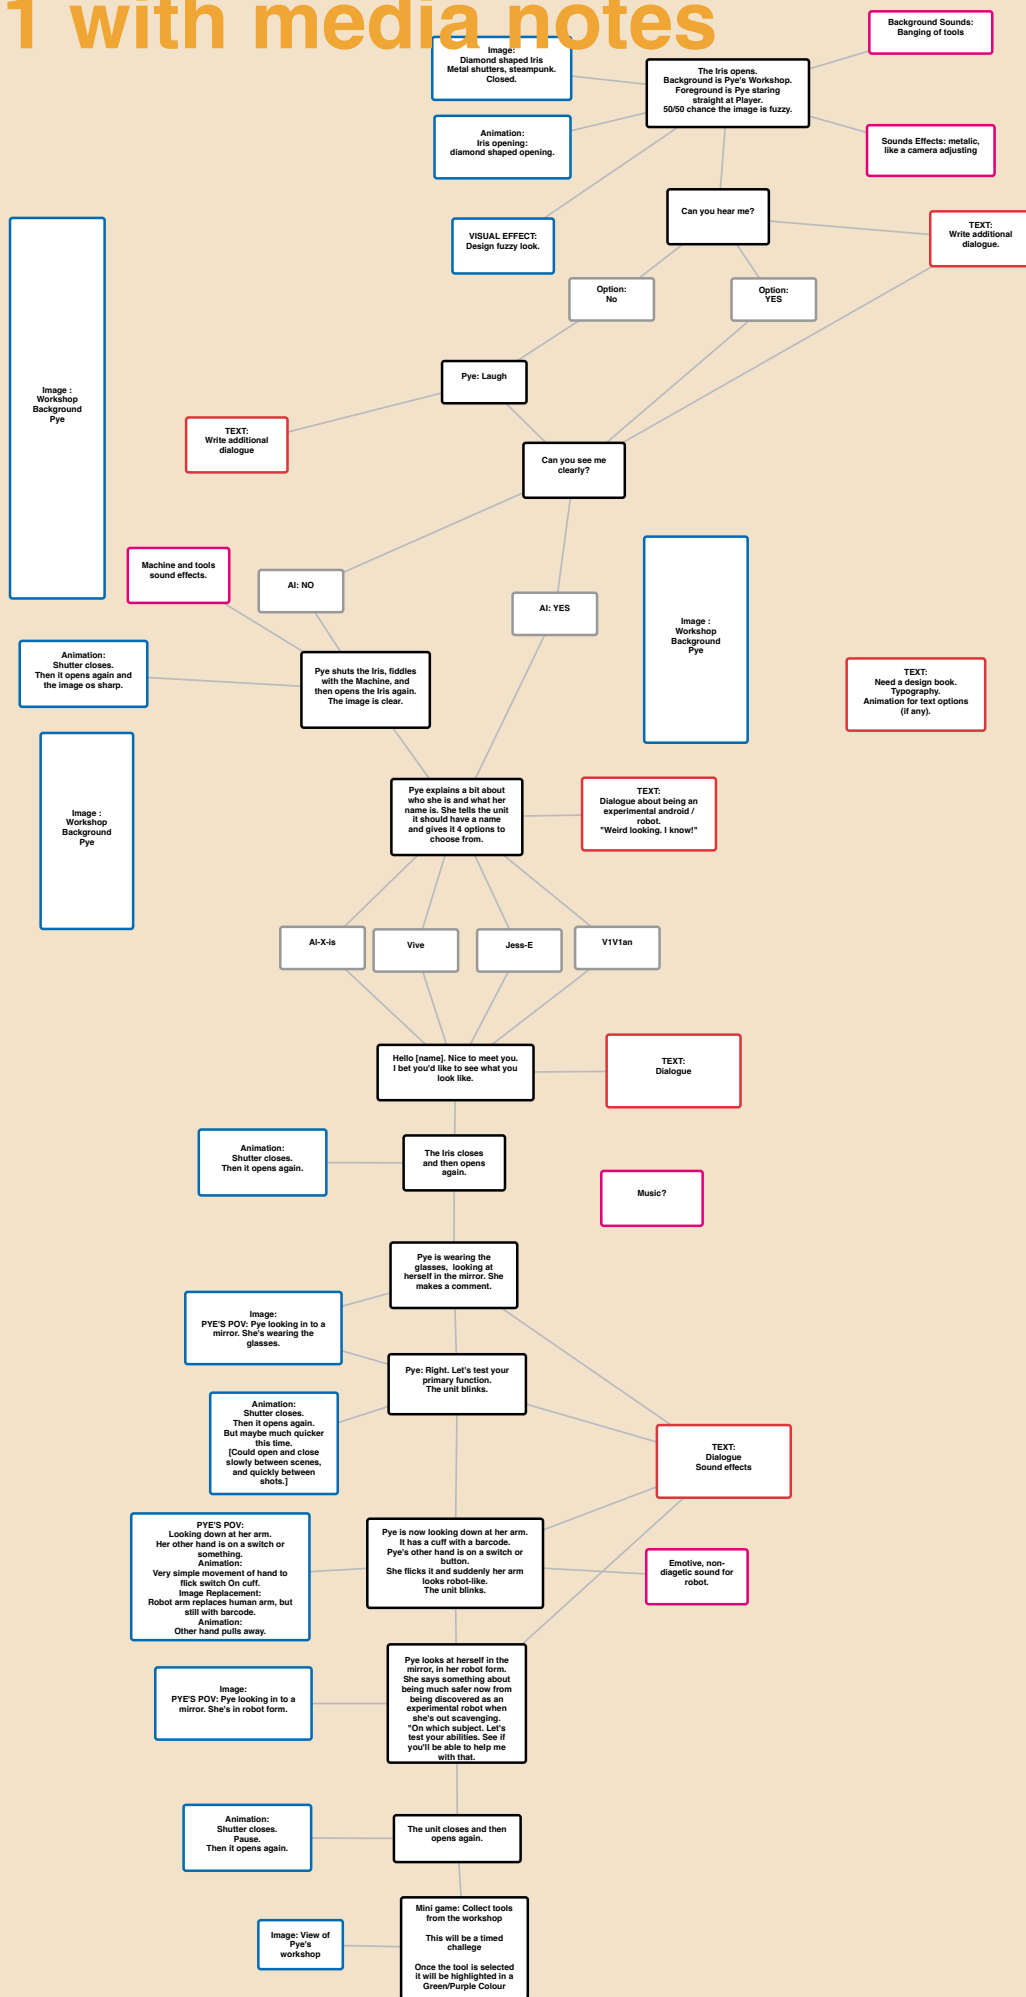 1 with media notes
Background Sounds:
Banging of tools
Image:
Diamond shaped Iris
Metal shutters, steampunk.
Closed.
The Iris opens.
Background is Pye's Workshop.
Foreground is Pye staring
straight at Player.
50/50 chance the image is fuzzy.
Animation:
Iris opening:
diamond shaped opening.
Sounds Effects: metalic,
like a camera adjusting
Can you hear me?
VISUAL EFFECT:
Design fuzzy look.
TEXT:
Write additional
dialogue.
Option:
No
Option:
YES
Pye: Laugh
Image :
Workshop
Background
Pye
TEXT:
Write additional
dialogue
Can you see me
clearly?
Machine and tools
sound effects.
AI: NO
AI: YES
Image :
Workshop
Background
Pye
Animation:
Shutter closes.
Then it opens again and
the image os sharp.
Pye shuts the Iris, fiddles
with the Machine, and
then opens the Iris again.
The image is clear.
TEXT:
Need a design book.
Typography.
Animation for text options
(if any).
Image :
Workshop
Background
Pye
Pye explains a bit about
who she is and what her
name is. She tells the unit
it should have a name
and gives it 4 options to
choose from.
TEXT:
Dialogue about being an
experimental android /
robot.
"Weird looking. I know!"
AI-X-is
Vive
Jess-E
V1V1an
Hello [name]. Nice to meet you.
I bet you'd like to see what you
look like.
TEXT:
Dialogue
Animation:
Shutter closes.
Then it opens again.
The Iris closes
and then opens
again.
Music?
Pye is wearing the
glasses, looking at
herself in the mirror. She
makes a comment.
Image:
PYE'S POV: Pye looking in to a
mirror. She's wearing the
glasses.
Pye: Right. Let's test your
primary function.
The unit blinks.
Animation:
Shutter closes.
Then it opens again.
But maybe much quicker
this time.
[Could open and close
slowly between scenes,
and quickly between
shots.]
TEXT:
Dialogue
Sound effects
PYE'S POV:
Looking down at her arm.
Her other hand is on a switch or
something.
Animation:
Very simple movement of hand to
flick switch On cuff.
Image Replacement:
Robot arm replaces human arm, but
still with barcode.
Animation:
Other hand pulls away.
Pye is now looking down at her arm.
It has a cuff with a barcode.
Pye's other hand is on a switch or
button.
She flicks it and suddenly her arm
looks robot-like.
The unit blinks.
Emotive, non-
diagetic sound for
robot.
Pye looks at herself in the
mirror, in her robot form.
She says something about
being much safer now from
being discovered as an
experimental robot when
she's out scavenging.
"On which subject. Let's
test your abilities. See if
you'll be able to help me
with that.
Image:
PYE'S POV: Pye looking in to a
mirror. She's in robot form.
Animation:
Shutter closes.
Pause.
Then it opens again.
The unit closes and then
opens again.
Image: View of
Pye's
workshop
Mini game: Collect tools
from the workshop
This will be a timed
challege
Once the tool is selected
it will be highlighted in a
Green/Purple Colour